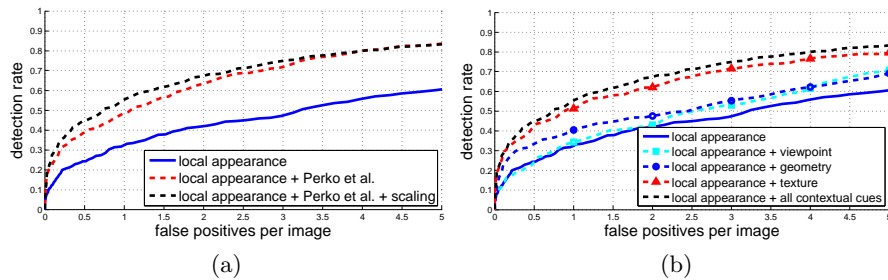 1
0.9
0.8
0.7
0.6
0.5
0.4
0.3
0.2
0.1
0
detection rate
0 0.5 1 1.5 2 2.5 3 3.5 4 4.5 5
false positives per image
local appearance
local appearance + Perko et al.
local appearance + Perko et al. + scaling
(a)
1
0.9
0.8
0.7
0.6
0.5
0.4
0.3
0.2
0.1
0
detection rate
0 0.5 1 1.5 2 2.5 3 3.5 4 4.5 5
false positives per image
local appearance
local appearance + viewpoint
local appearance + geometry
local appearance + texture
local appearance + all contextual cues
(b)